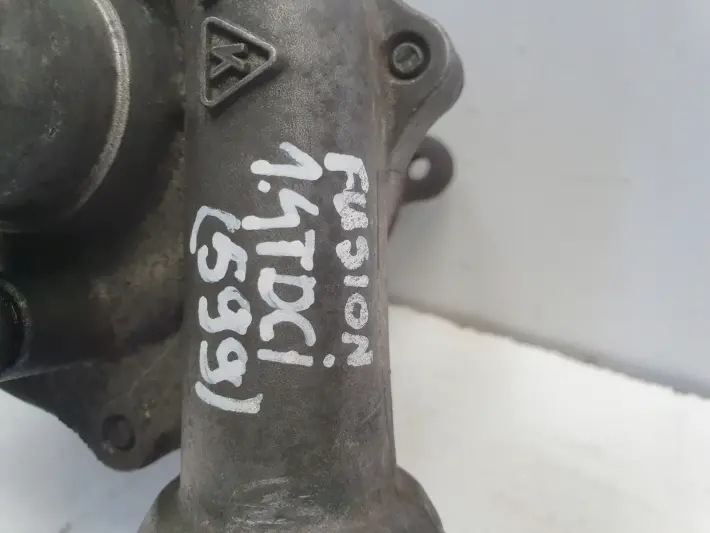 K
FUSION
1.4TDCi
(599)